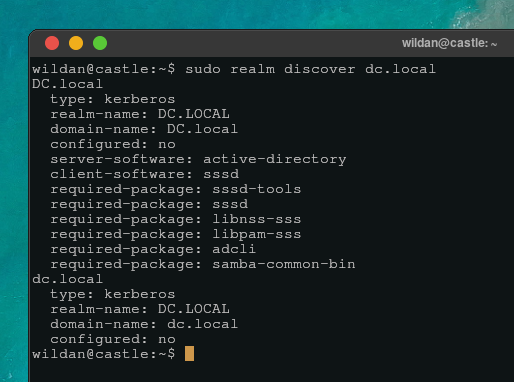 wildan@castle: ~
wildan@castle:~$ sudo realm discover dc.local
DC.local
  type: kerberos
  realm-name: DC.LOCAL
  domain-name: DC.local
  configured: no
  server-software: active-directory
  client-software: sssd
  required-package: sssd-tools
  required-package: sssd
  required-package: libnss-sss
  required-package: libpam-sss
  required-package: adcli
  required-package: samba-common-bin
dc.local
  type: kerberos
  realm-name: DC.LOCAL
  domain-name: dc.local
  configured: no
wildan@castle:~$